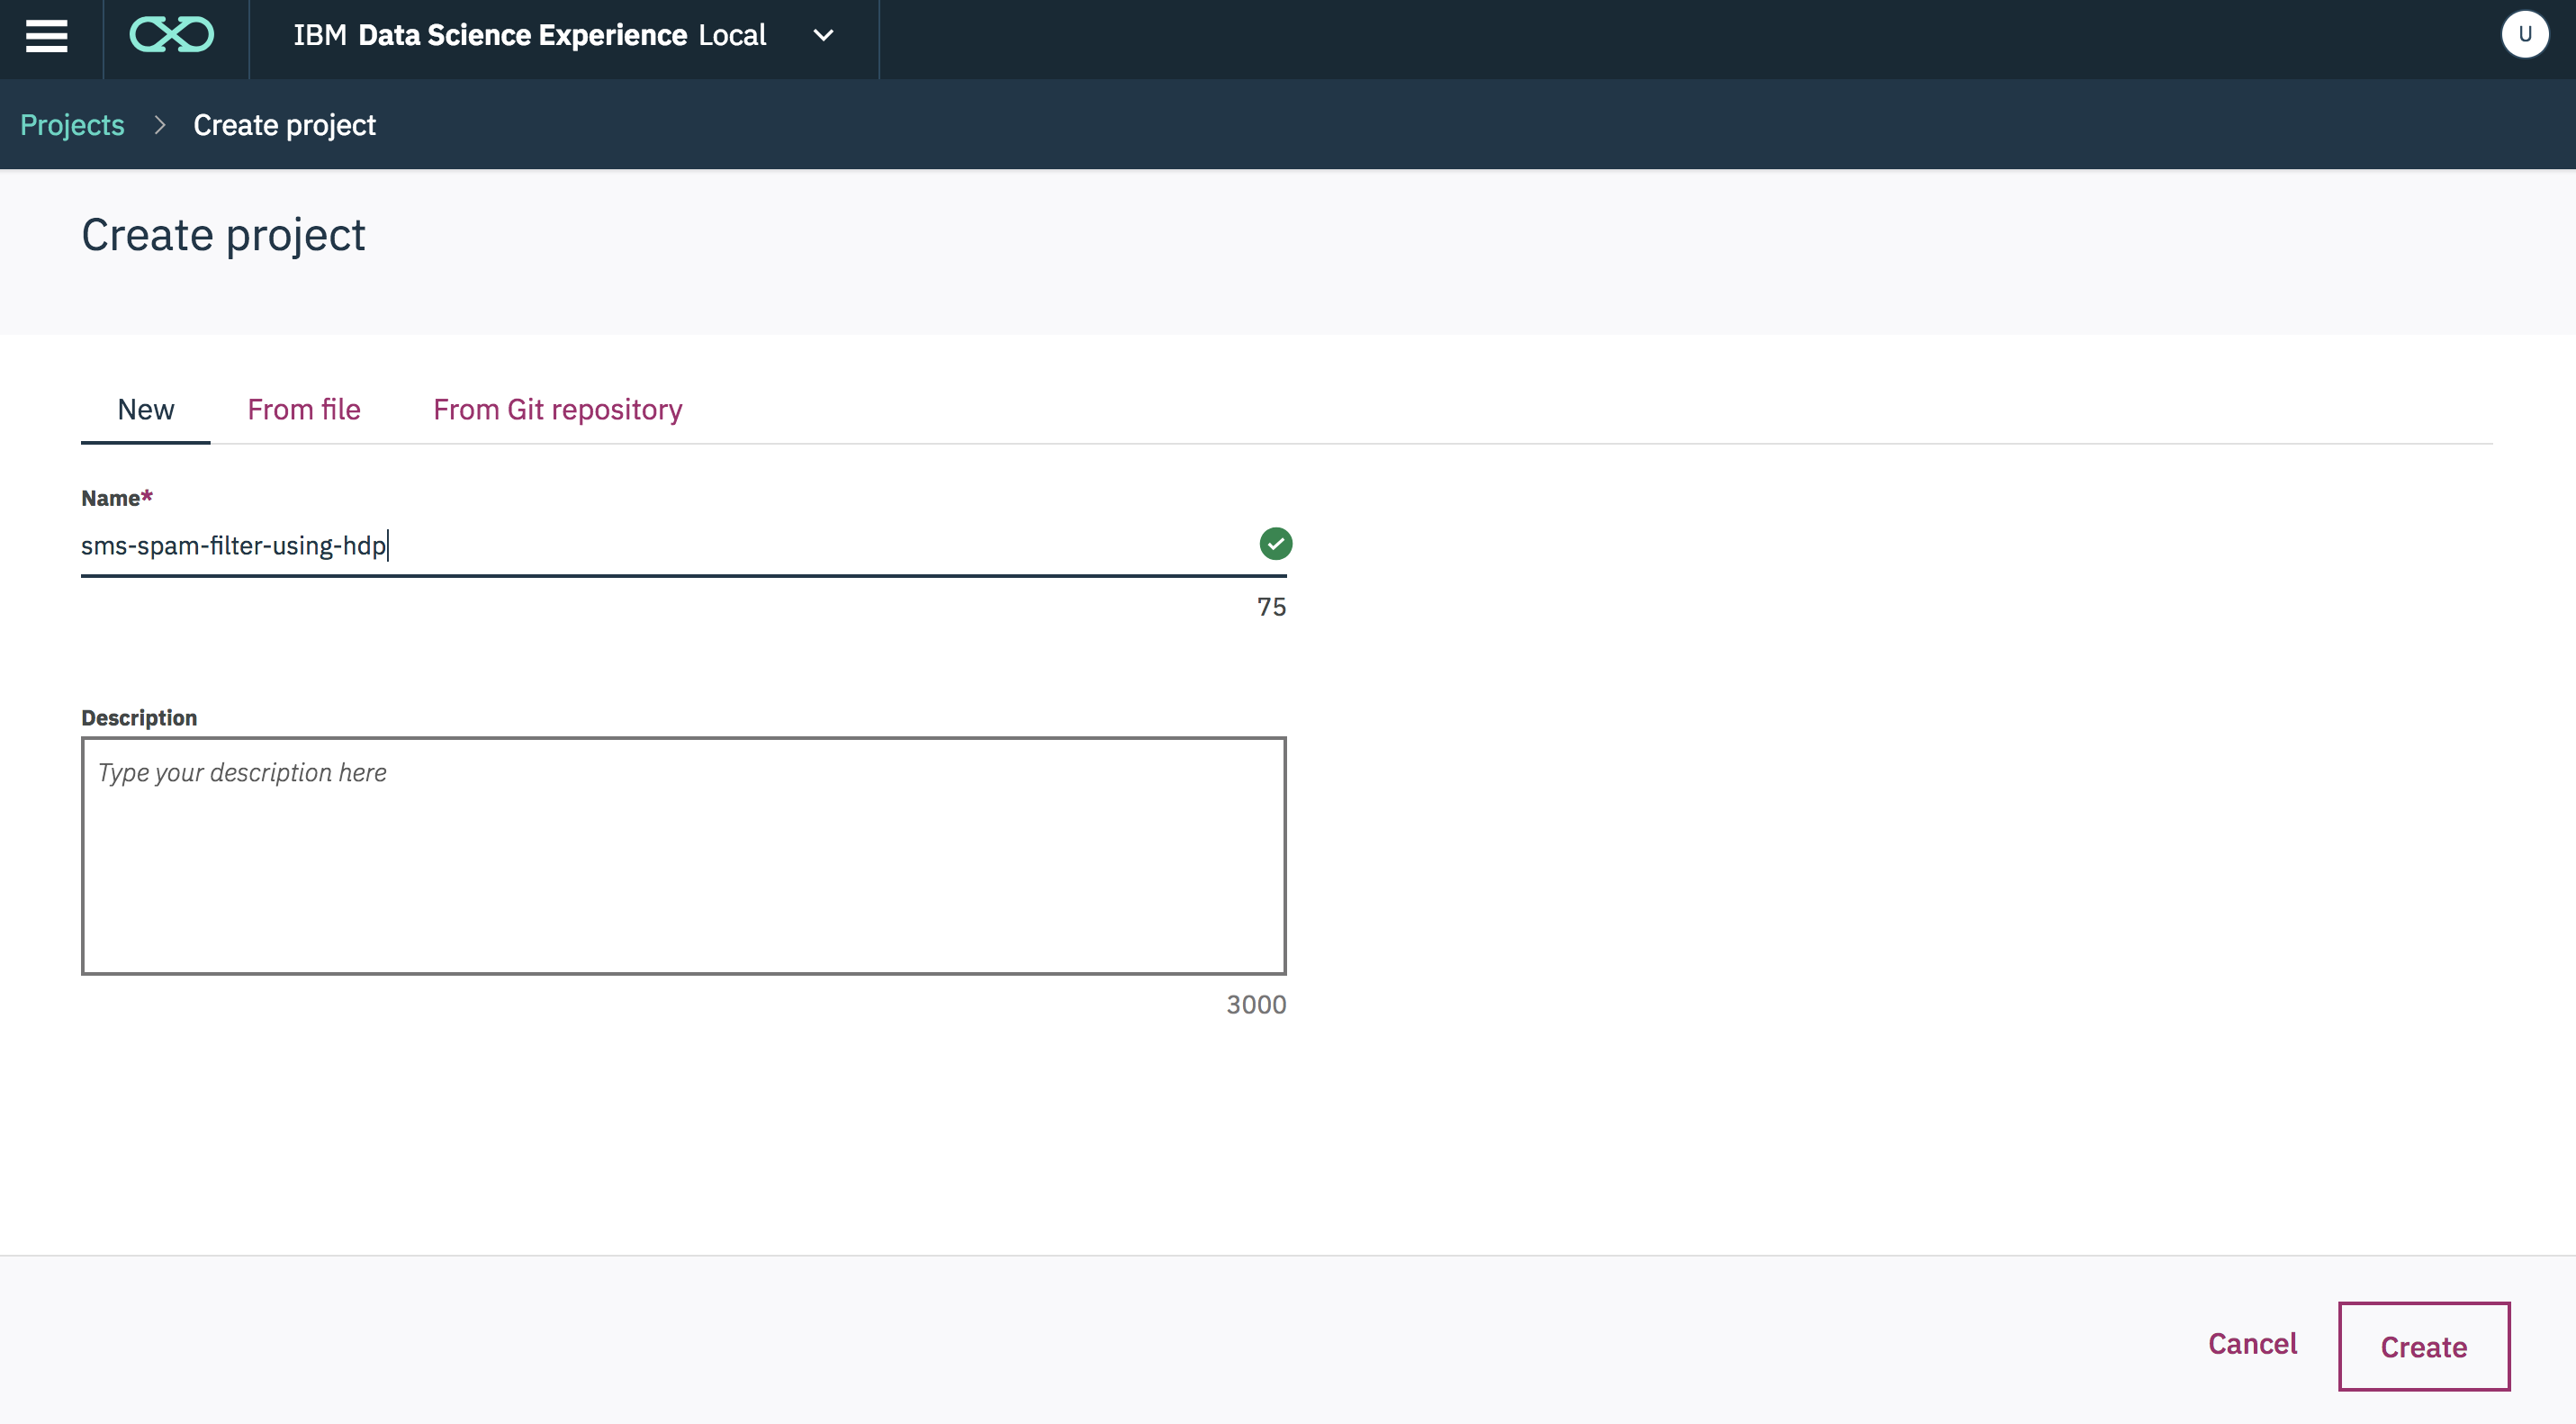 IBM Data Science Experience Local
U
Projects > Create project
Create project
New From file From Git repository
Name*
sms-spam-filter-using-hdp
75
Description
Type your description here
3000
Cancel Create